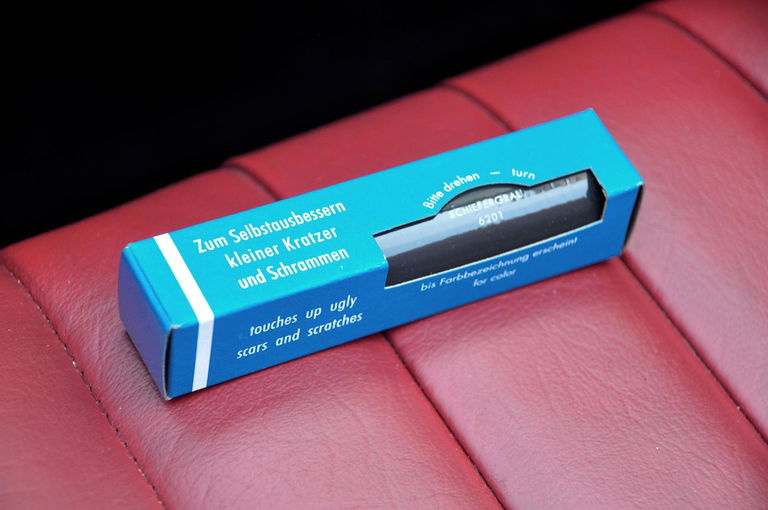 Zum Selbstausbessern
kleiner Kratzer
und Schrammen
touches up ugly
scars and scratches
Bitte drehen — turn
SCHIEFERGRAU
6201
bis Farbbezeichnung erscheint
for color